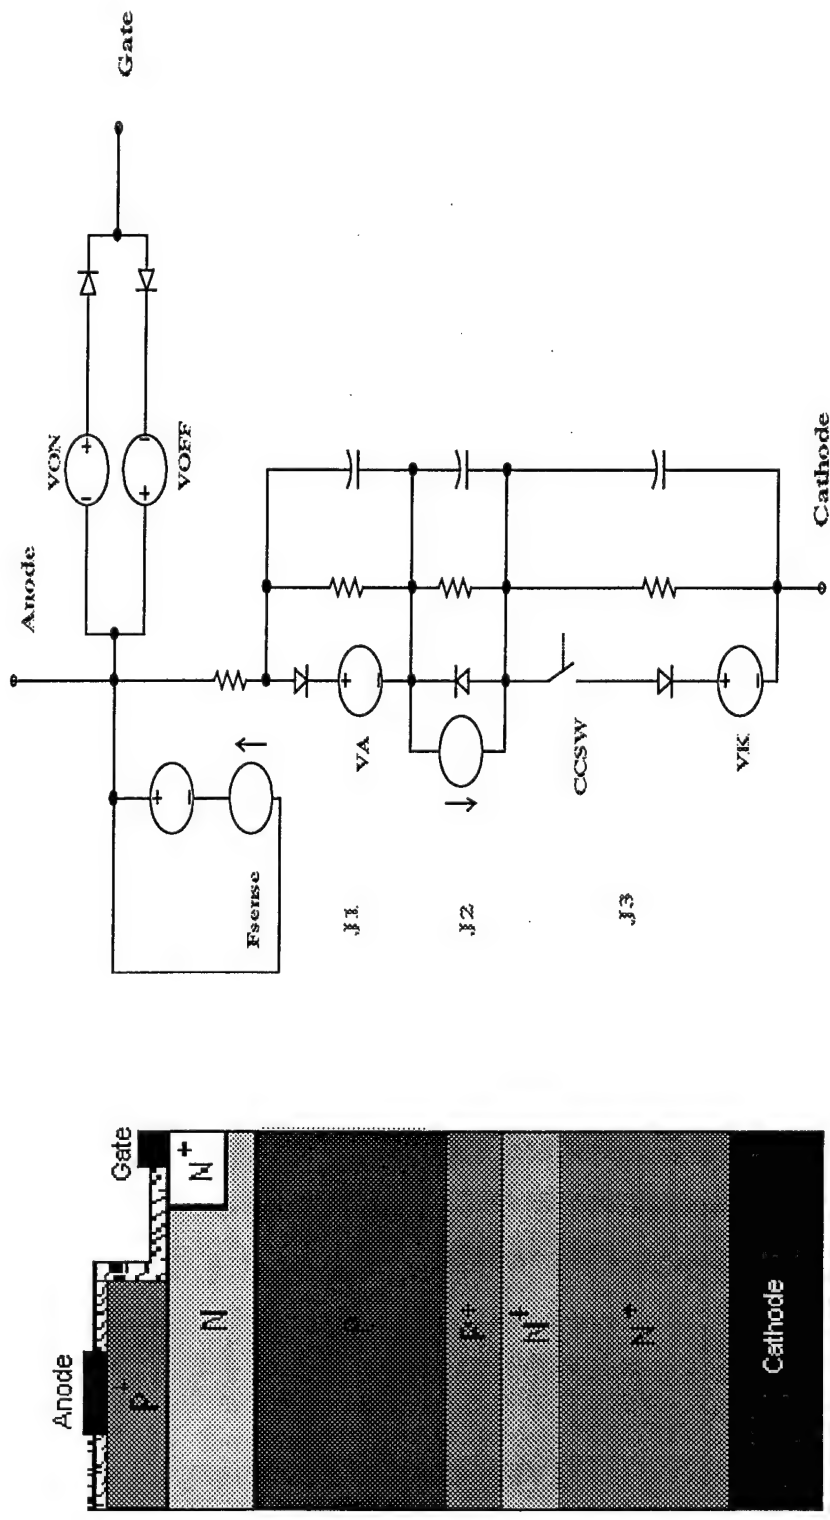 Gate
Anode
VON
+
-
-
+
VOFF
+
-
Fsense
J1
VA
+
-
J2
CCSW
J3
VK
+
-
Cathode
Anode
Gate
P+
N+
N
P+
N+
N+
Cathode